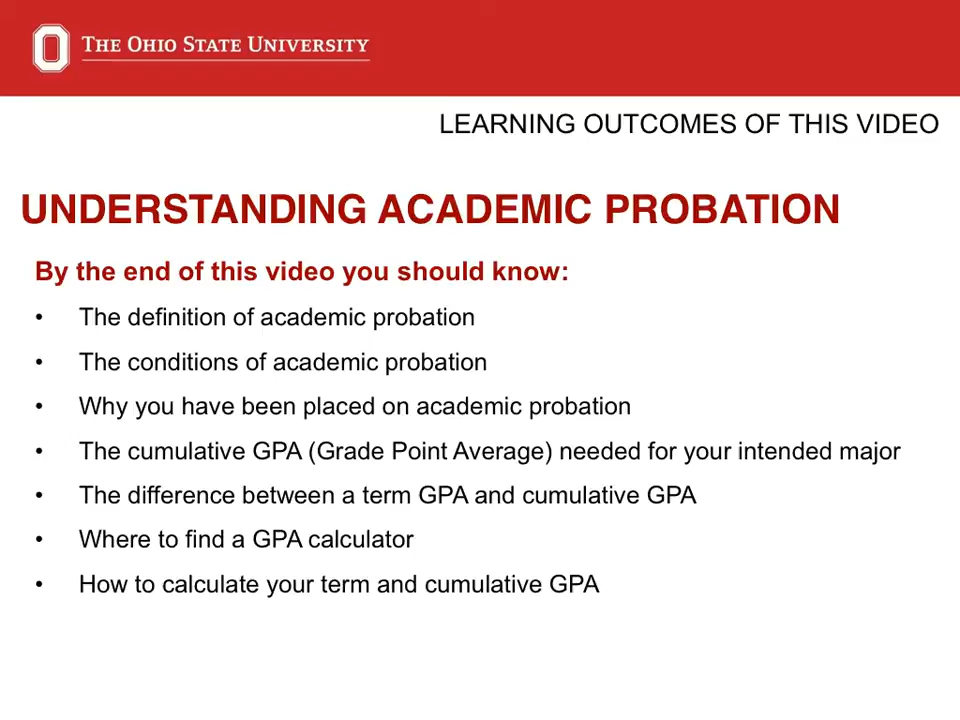 THE OHIO STATE UNIVERSITY
LEARNING OUTCOMES OF THIS VIDEO
UNDERSTANDING ACADEMIC PROBATION
By the end of this video you should know:
• The definition of academic probation
• The conditions of academic probation
• Why you have been placed on academic probation
• The cumulative GPA (Grade Point Average) needed for your intended major
• The difference between a term GPA and cumulative GPA
• Where to find a GPA calculator
• How to calculate your term and cumulative GPA